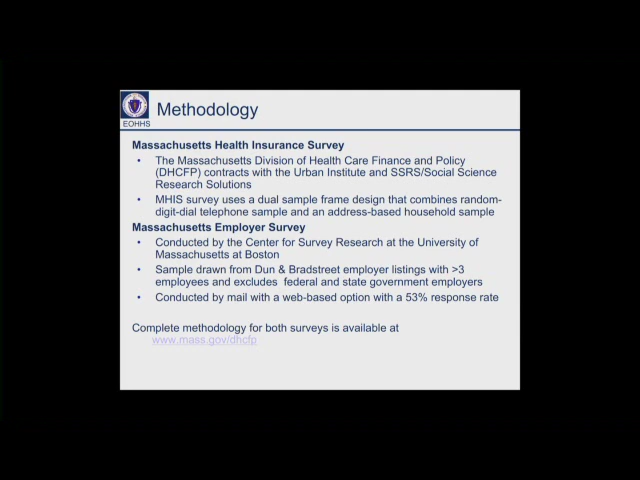 Methodology
EOHHS
Massachusetts Health Insurance Survey
• The Massachusetts Division of Health Care Finance and Policy
(DHCFP) contracts with the Urban Institute and SSRS/Social Science
Research Solutions
• MHIS survey uses a dual sample frame design that combines random-
digit-dial telephone sample and an address-based household sample
Massachusetts Employer Survey
• Conducted by the Center for Survey Research at the University of
Massachusetts at Boston
• Sample drawn from Dun & Bradstreet employer listings with >3
employees and excludes federal and state government employers
• Conducted by mail with a web-based option with a 53% response rate
Complete methodology for both surveys is available at
www.mass.gov/dhcfp